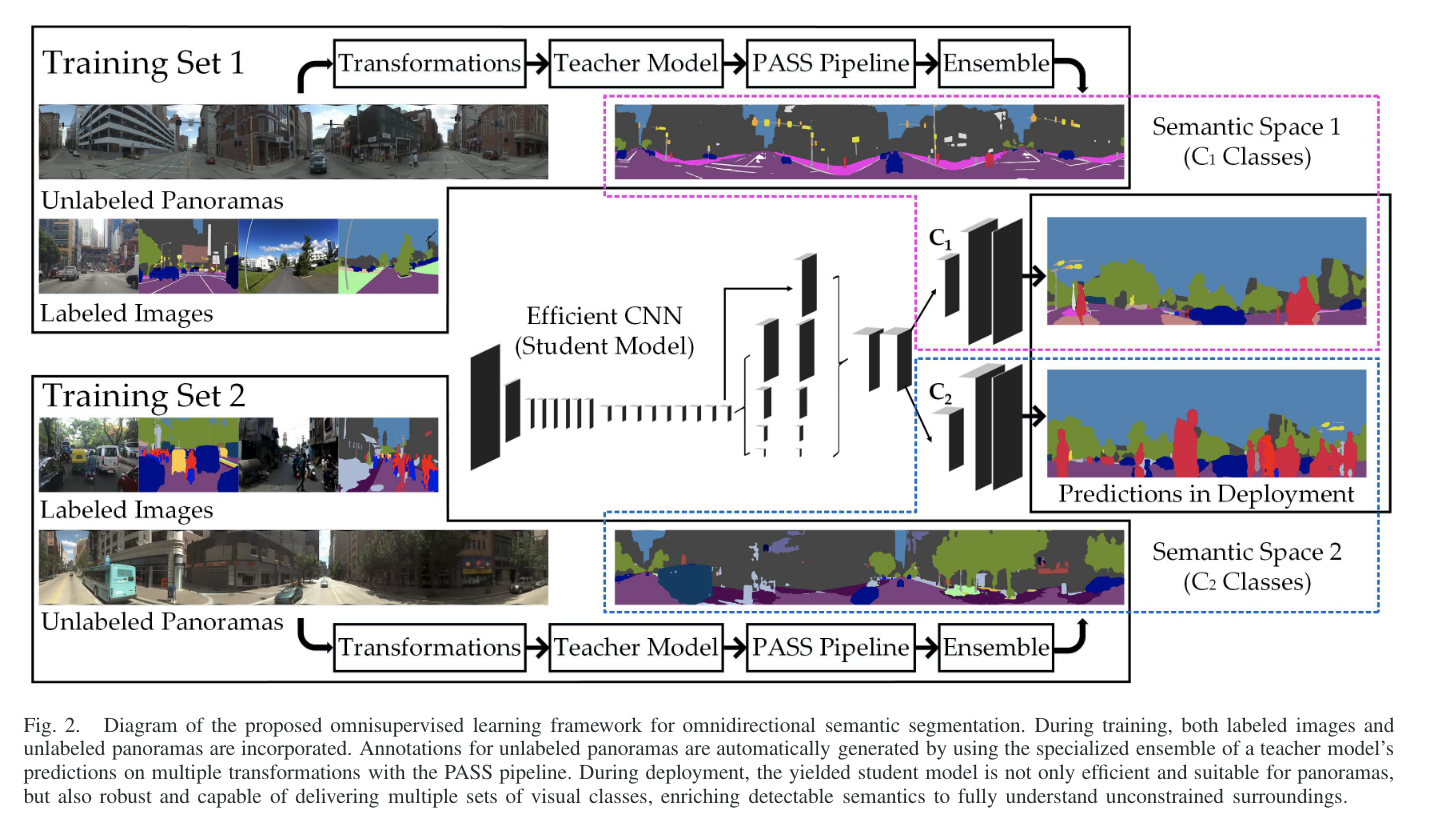 Training Set 1
Transformations
Teacher Model
PASS Pipeline
Ensemble
Unlabeled Panoramas
Labeled Images
Semantic Space 1
(C1 Classes)
C1
Efficient CNN
(Student Model)
Training Set 2
Labeled Images
C2
Predictions in Deployment
Unlabeled Panoramas
Semantic Space 2
(C2 Classes)
Transformations
Teacher Model
PASS Pipeline
Ensemble
Fig. 2. Diagram of the proposed omnisupervised learning framework for omnidirectional semantic segmentation. During training, both labeled images and
unlabeled panoramas are incorporated. Annotations for unlabeled panoramas are automatically generated by using the specialized ensemble of a teacher model's
predictions on multiple transformations with the PASS pipeline. During deployment, the yielded student model is not only efficient and suitable for panoramas,
but also robust and capable of delivering multiple sets of visual classes, enriching detectable semantics to fully understand unconstrained surroundings.